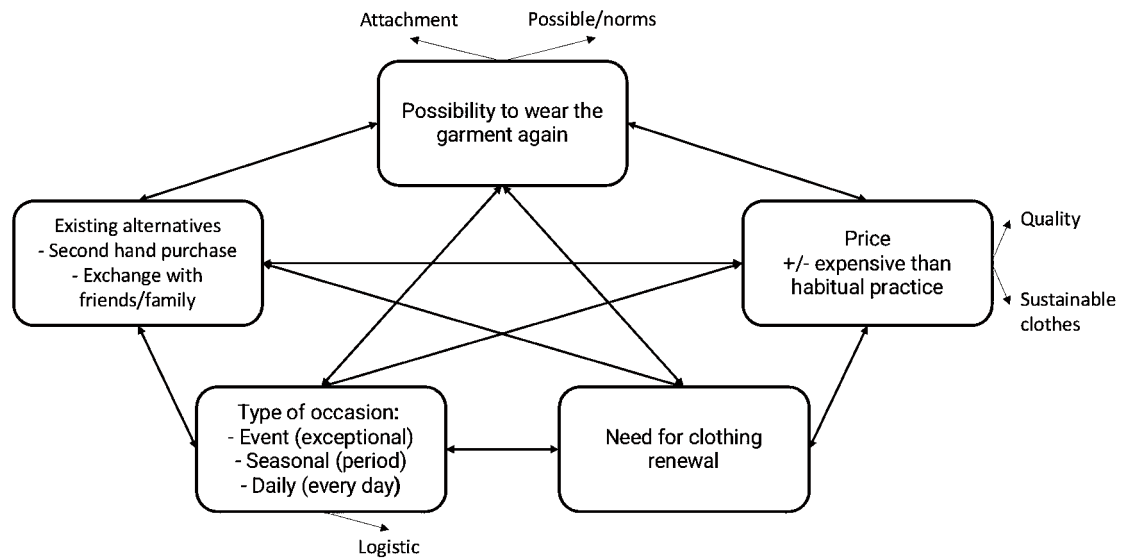 Attachment
Possible/norms
Possibility to wear the
garment again
Existing alternatives
- Second hand purchase
- Exchange with
friends/family
Price
+/- expensive than
habitual practice
Quality
Sustainable
clothes
Type of occasion:
- Event (exceptional)
- Seasonal (period)
- Daily (every day)
Need for clothing
renewal
Logistic